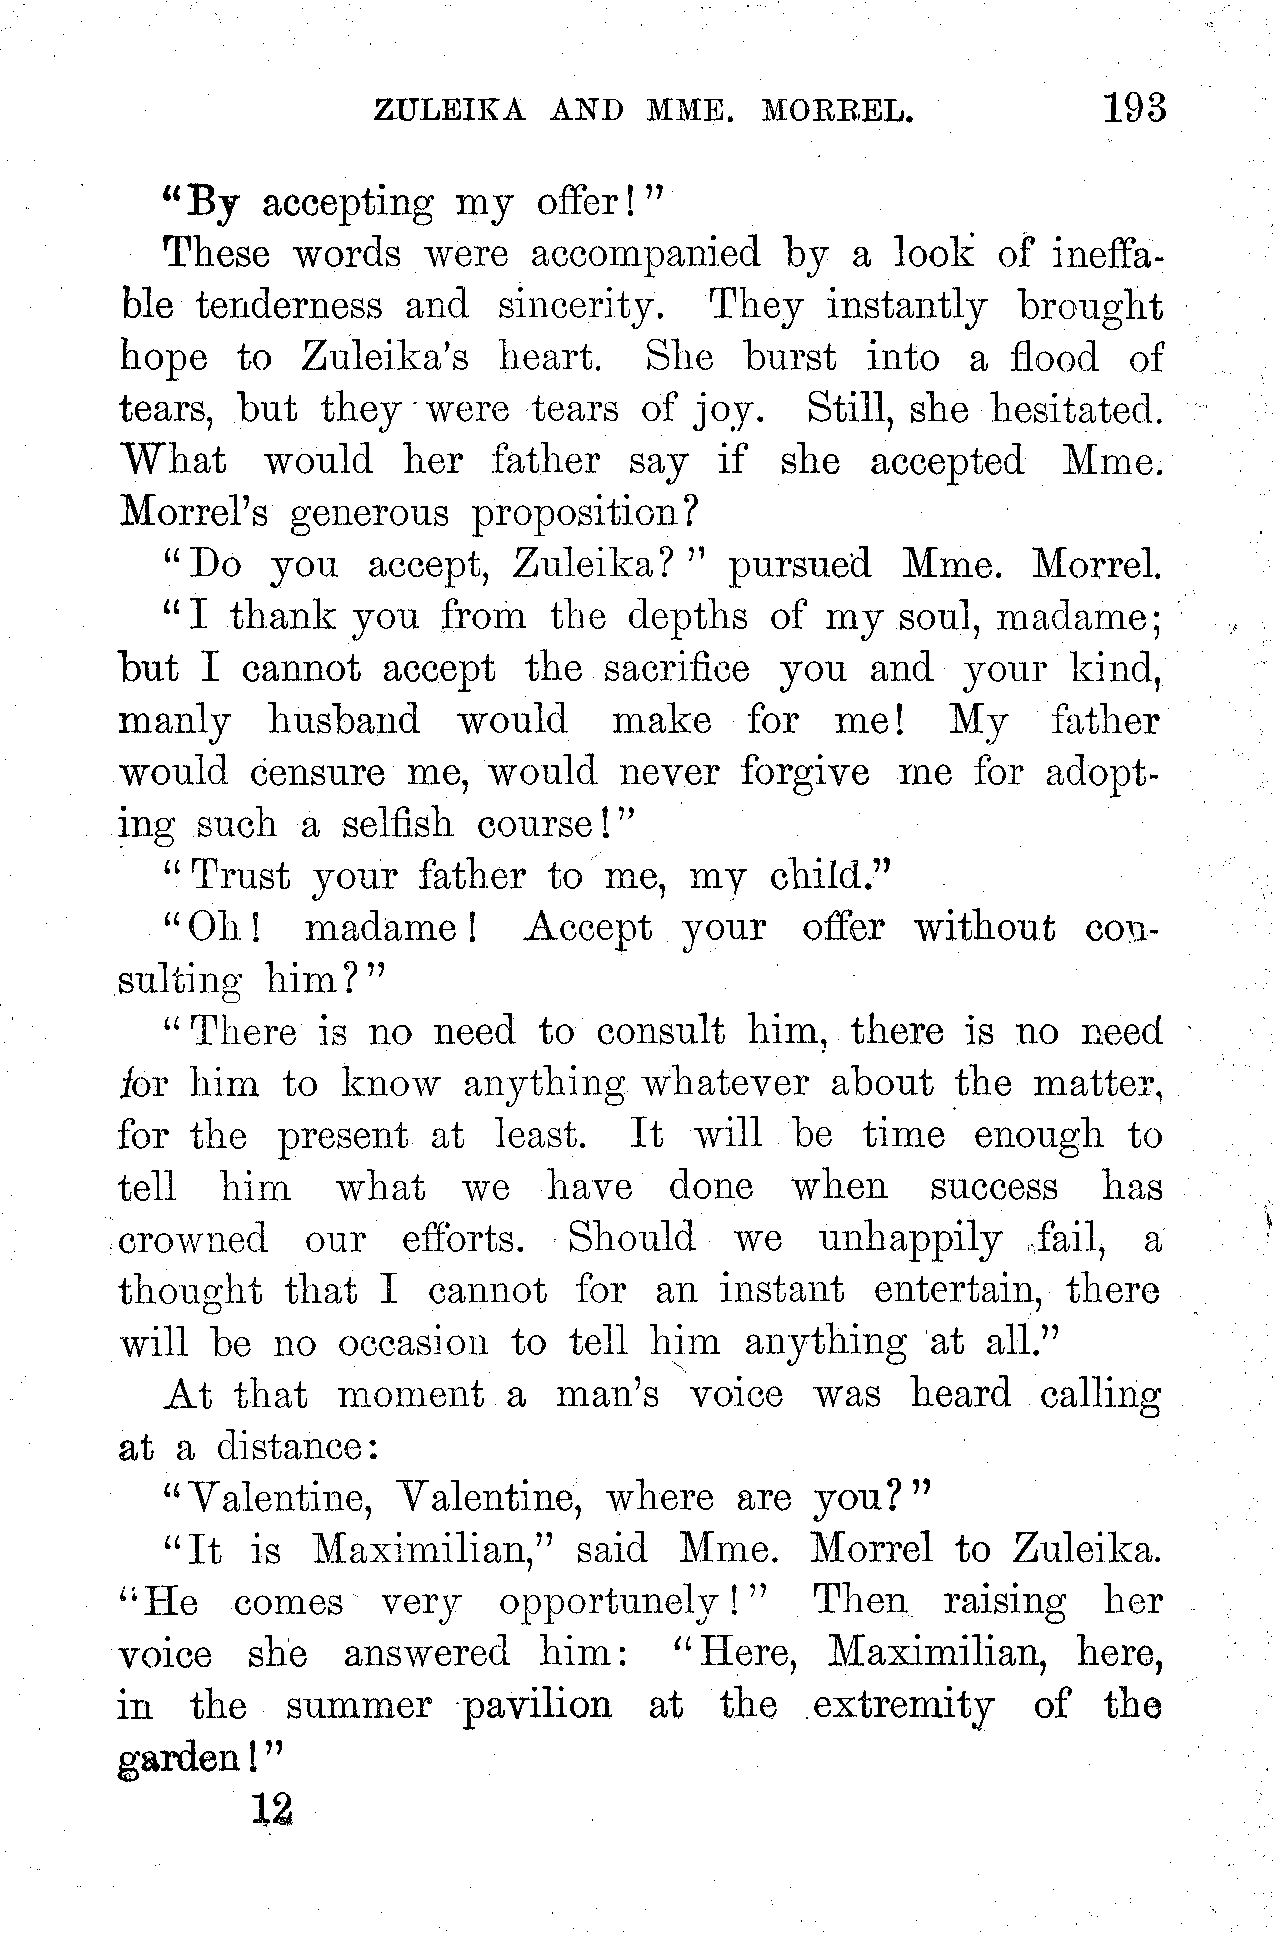 ZULEIKA AND MME. MORREL. 193
"By accepting my offer!"
These words were accompanied by a look of ineffa-
ble tenderness and sincerity. They instantly brought
hope to Zuleika's heart. She burst into a flood of
tears, but they were tears of joy. Still, she hesitated.
What would her father say if she accepted Mme.
Morrel's generous proposition?
"Do you accept, Zuleika?" pursued Mme. Morrel.
"I thank you from the depths of my soul, madame;
but I cannot accept the sacrifice you and your kind,
manly husband would make for me! My father
would censure me, would never forgive me for adopt-
ing such a selfish course!"
"Trust your father to me, my child."
"Oh! madame! Accept your offer without con-
sulting him?"
"There is no need to consult him, there is no need
for him to know anything whatever about the matter,
for the present at least. It will be time enough to
tell him what we have done when success has
crowned our efforts. Should we unhappily fail, a
thought that I cannot for an instant entertain, there
will be no occasion to tell him anything at all."
At that moment a man's voice was heard calling
at a distance:
"Valentine, Valentine, where are you?"
"It is Maximilian," said Mme. Morrel to Zuleika.
"He comes very opportunely!" Then raising her
voice she answered him: "Here, Maximilian, here,
in the summer pavilion at the extremity of the
garden!"
12